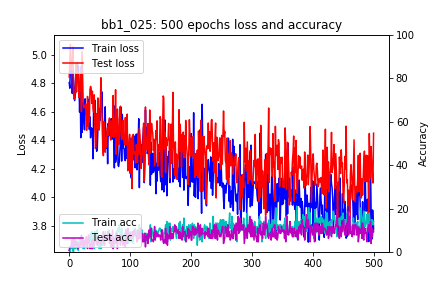 bb1_025: 500 epochs loss and accuracy
Train loss
Test loss
Train acc
Test acc
Loss
5.0
4.8
4.6
4.4
4.2
4.0
3.8
Accuracy
100
80
60
40
20
0
0 100 200 300 400 500